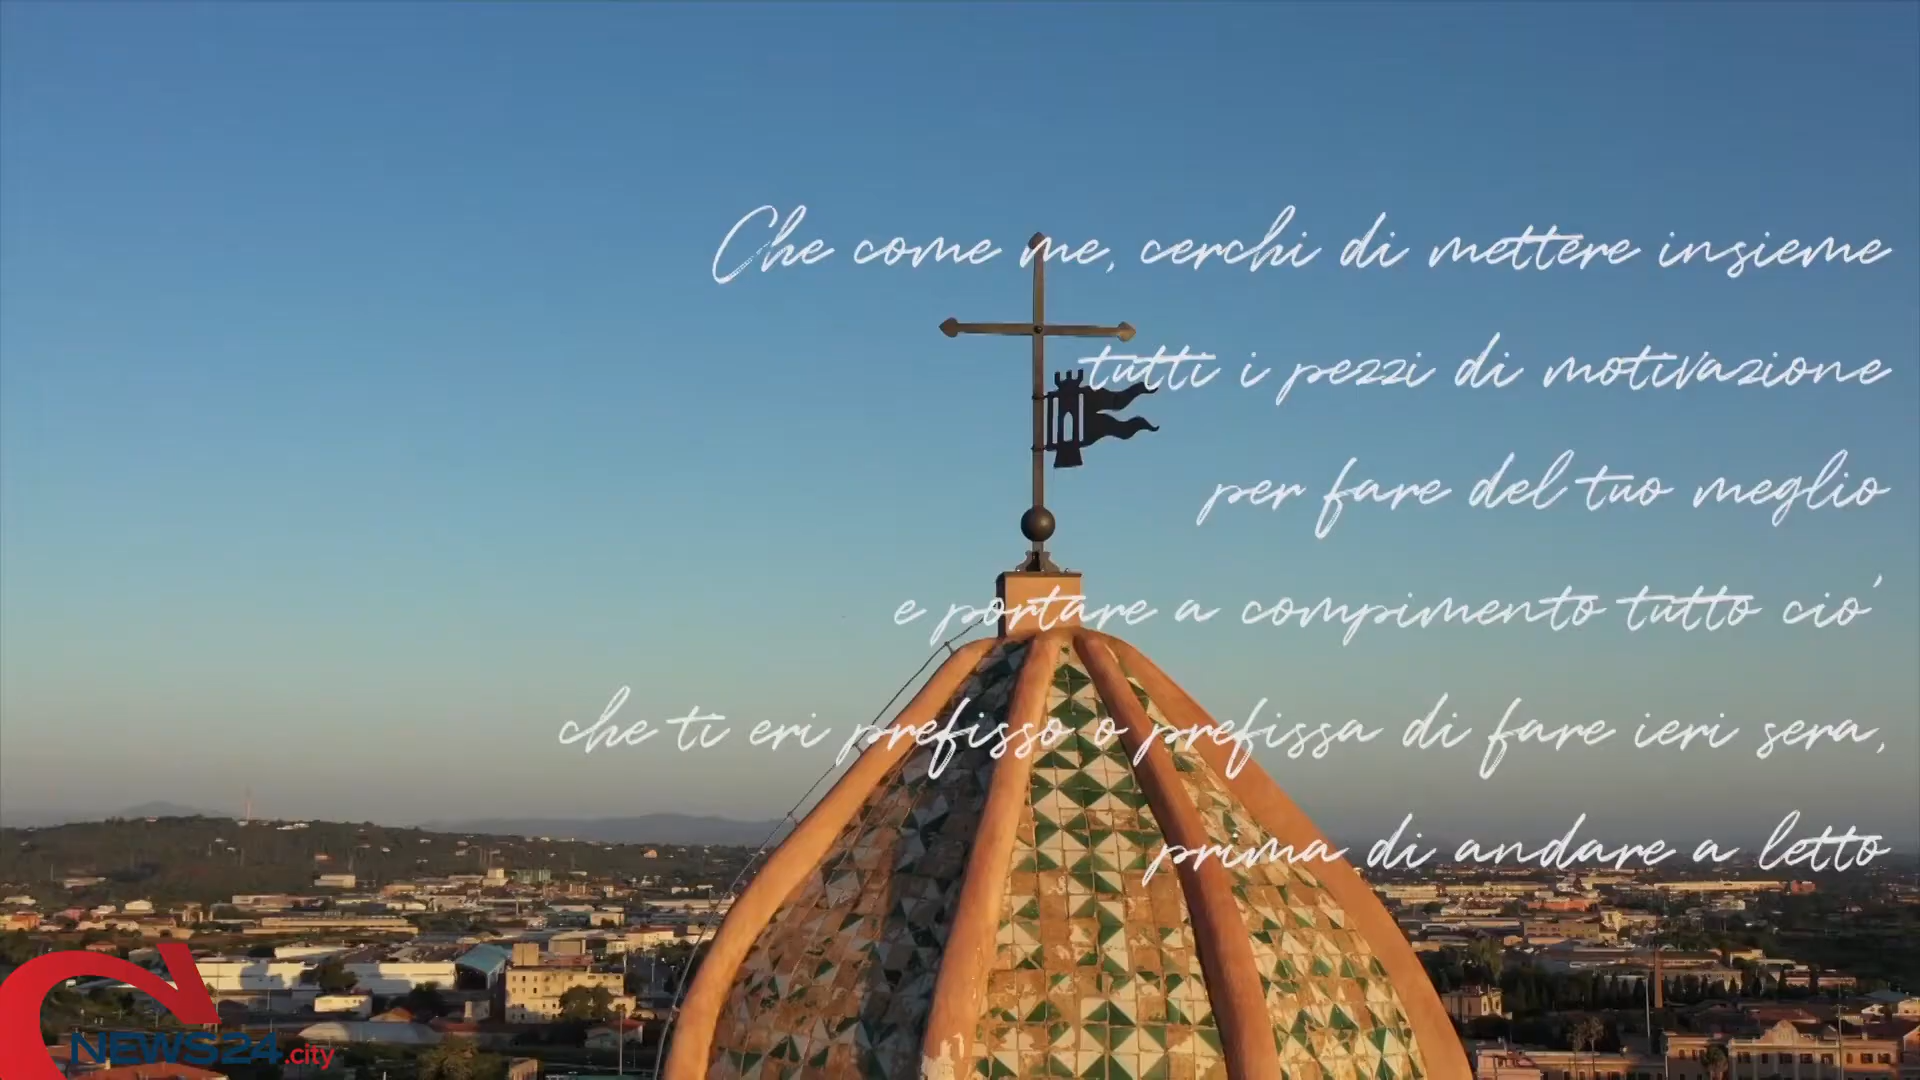 Che come me, cerchi di mettere insieme
tutti i pezzi di motivazione
per fare del tuo meglio
e portare a compimento tutto cio'
che ti eri prefisso o prefissa di fare ieri sera,
prima di andare a letto
NEWS24.city